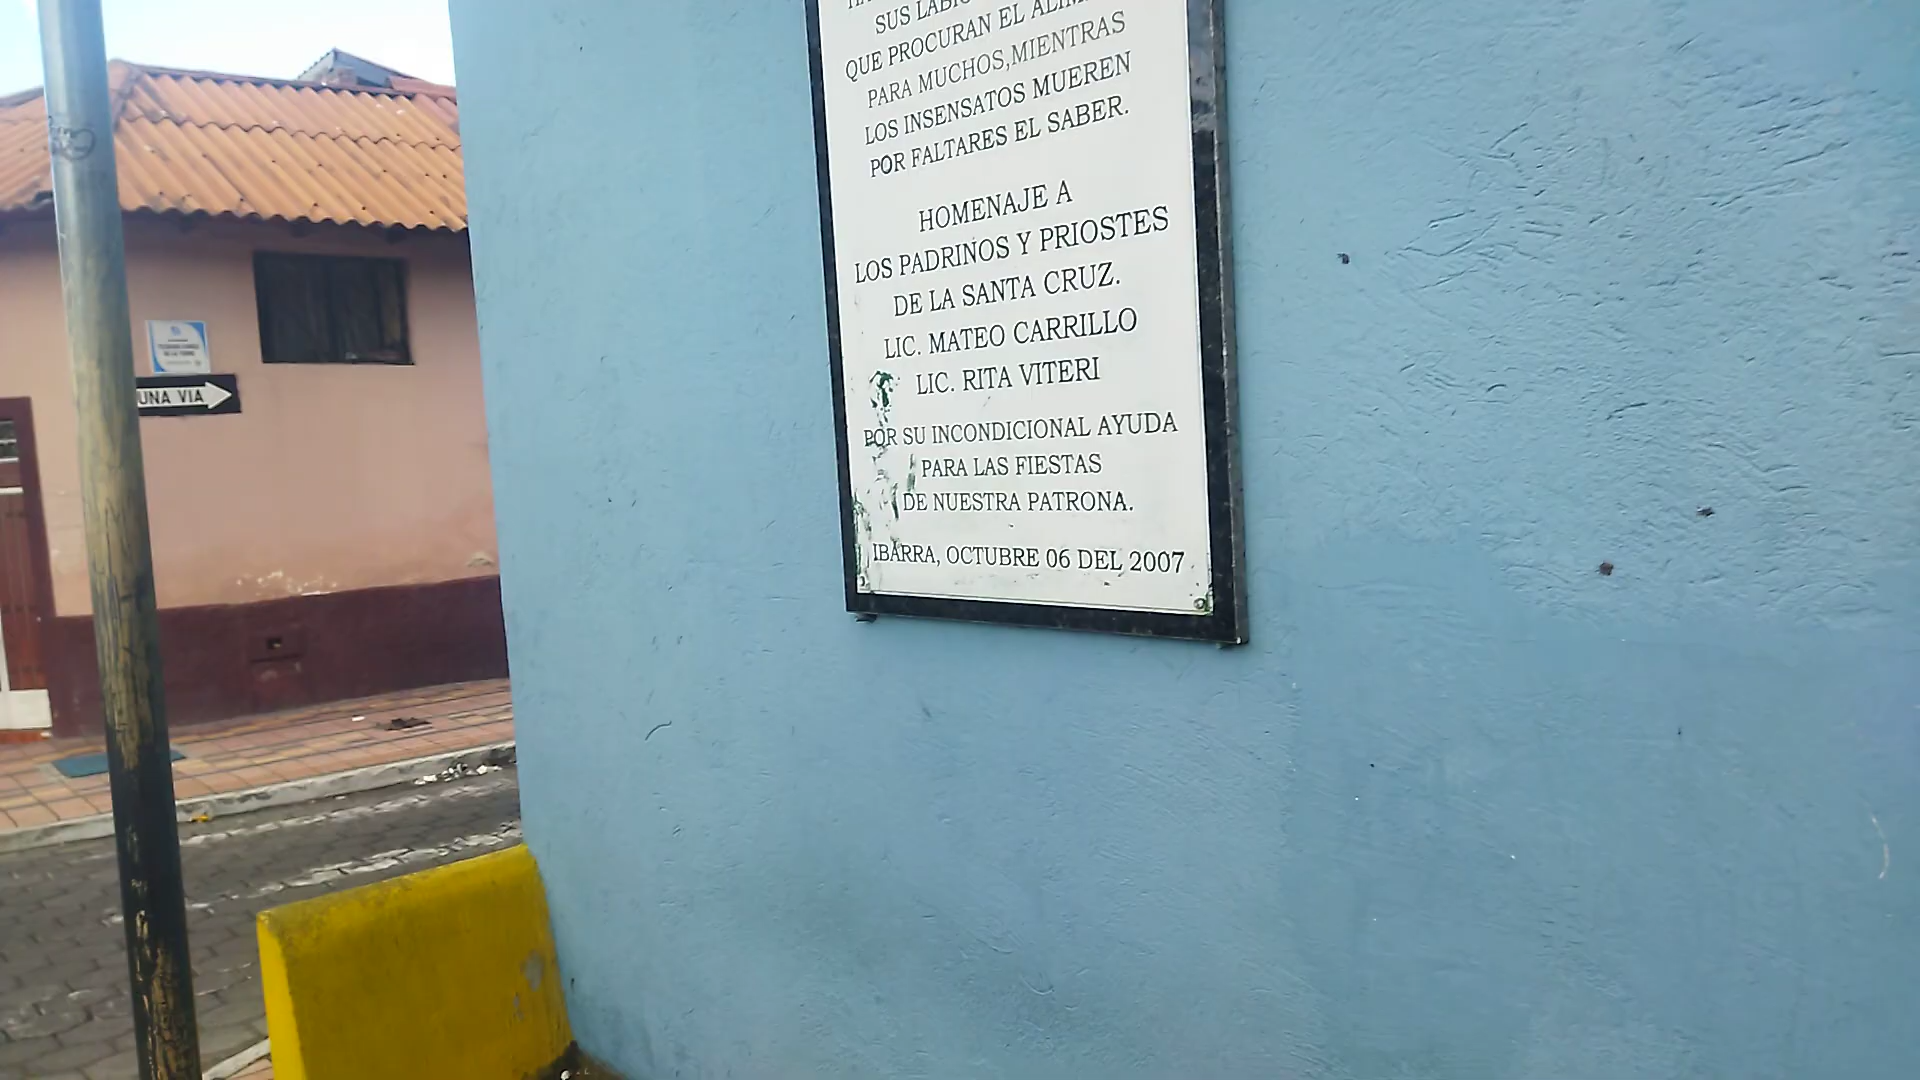 SUS
QUE PROCURAN EL
PARA MUCHOS,MIENTRAS
LOS INSENSATOS MUEREN
POR FALTARES EL SABER.
HOMENAJE A
LOS PADRINOS Y PRIOSTES
DE LA SANTA CRUZ.
LIC. MATEO CARRILLO
LIC. RITA VITERI
POR SU INCONDICIONAL AYUDA
PARA LAS FIESTAS
DE NUESTRA PATRONA.
IBARRA, OCTUBRE 06 DEL 2007
UNA VIA